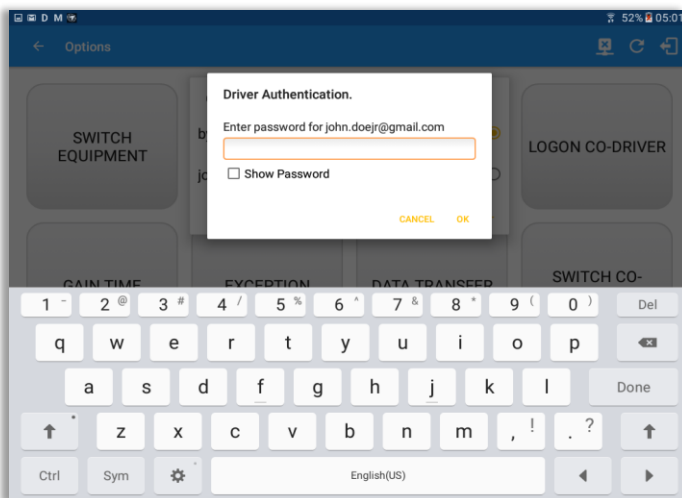 D M 52% 05:01
Options
Driver Authentication.
Enter password for john.doejr@gmail.com
Show Password
CANCEL OK
SWITCH
EQUIPMENT
b
jo
LOGON CO-DRIVER
GAIN TIME EXCEPTION DATA TRANSFER SWITCH CO-
1 - 2 @ 3 # 4 / 5 % 6 ^ 7 & 8 * 9 ( 0 ) Del
q w e r t y u i o p
a s d f g h j k l Done
z x c v b n m , ! . ?
Ctrl Sym English(US)